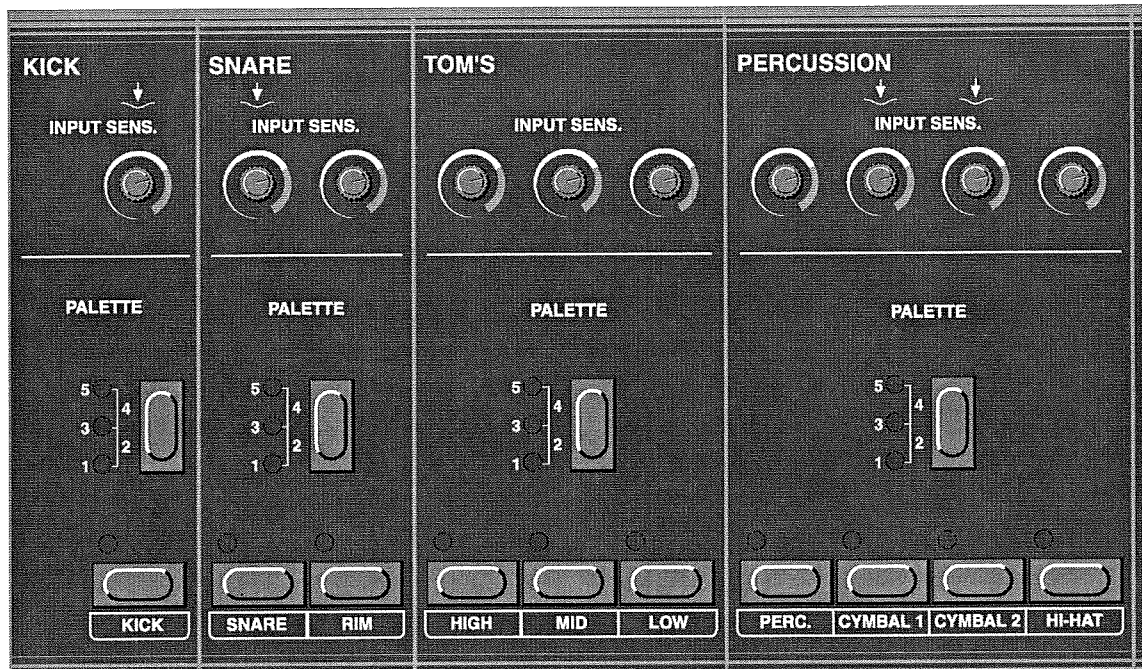 KICK SNARE TOM'S PERCUSSION
INPUT SENS. INPUT SENS. INPUT SENS. INPUT SENS.
PALETTE PALETTE PALETTE PALETTE
5 5 5 5
4 4 4 4
3 3 3 3
2 2 2 2
1 1 1 1
KICK SNARE RIM HIGH MID LOW PERC. CYMBAL 1 CYMBAL 2 HI-HAT